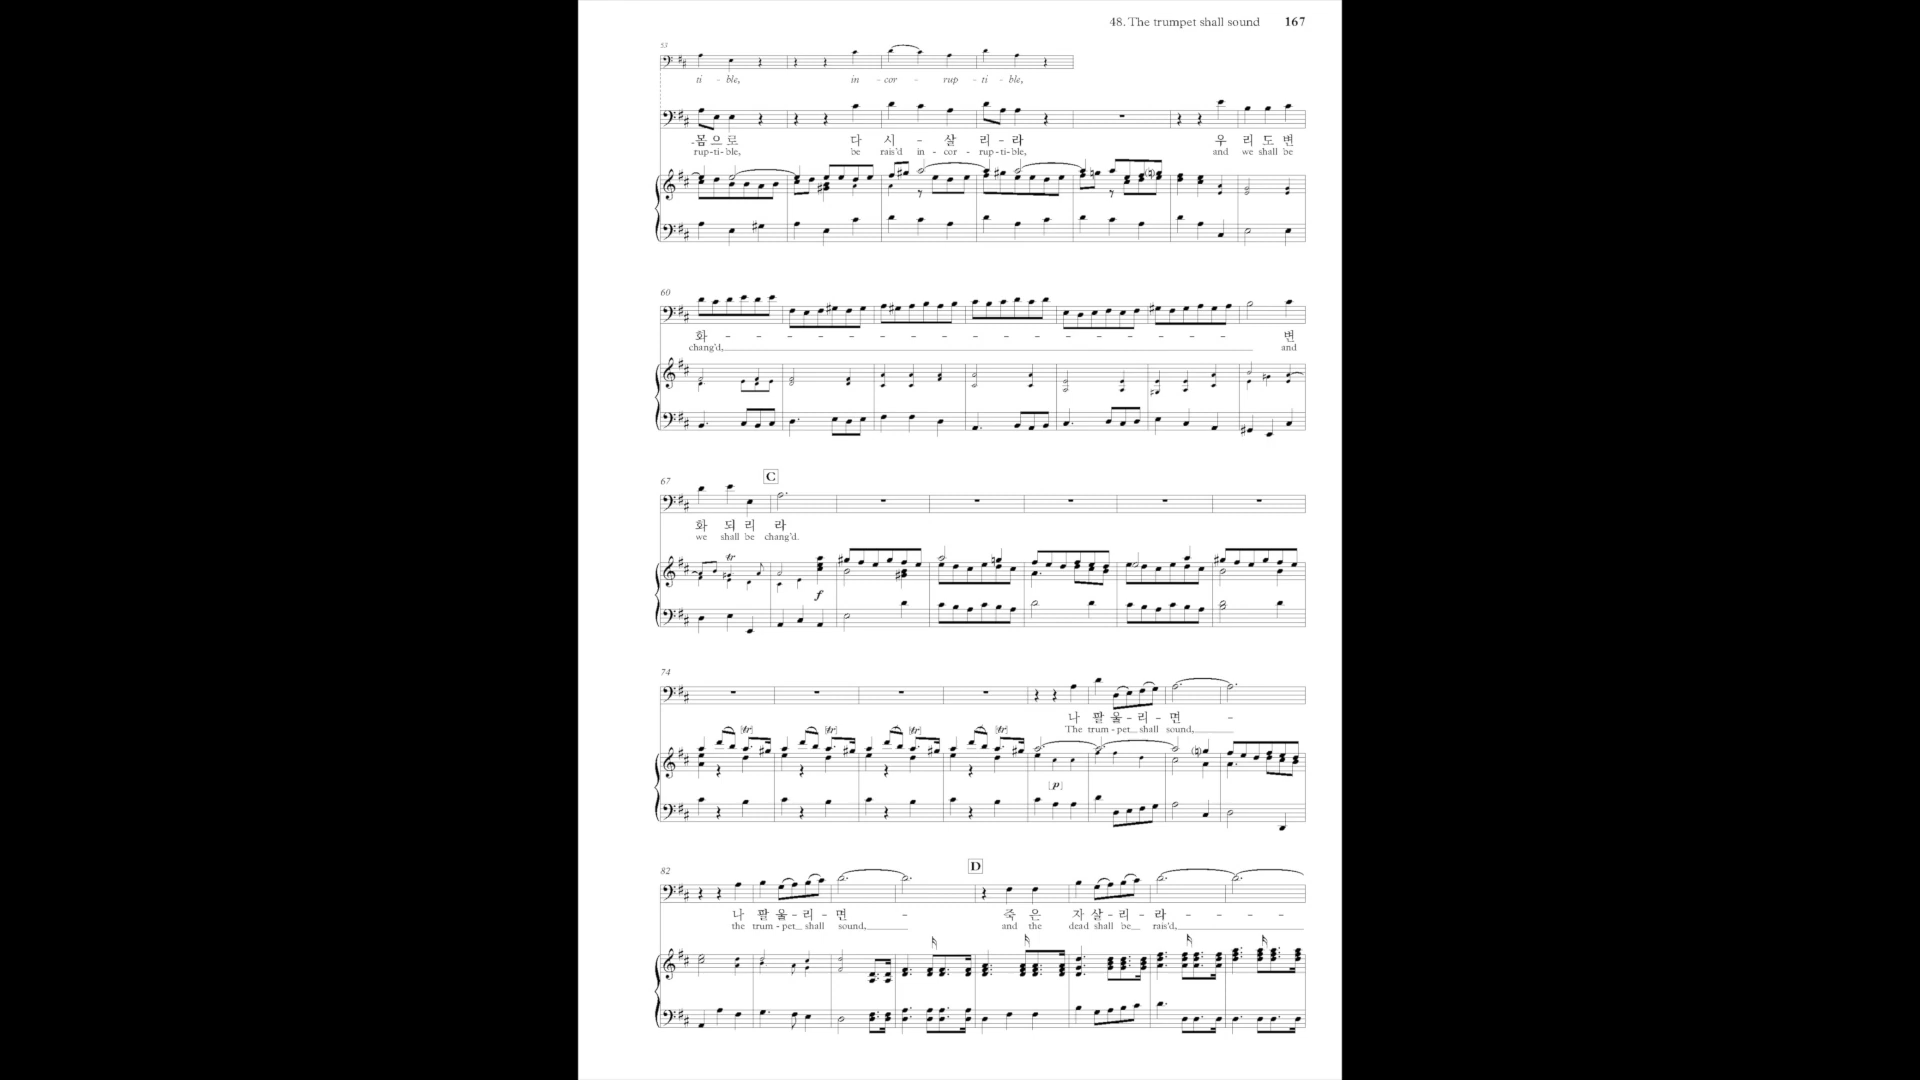 48. The trumpet shall sound 167
53
ti - ble, in - cor - rup - ti - ble,
몸 으 로 다 시 - 살 리 - 라 우 리 도 변
rup-ti-ble, be rais'd in - cor - rup-ti-ble, and we shall be
60
화 - - - - - - - - - - - - - - - - - - 변
chang'd, and
67
C
화 되 리 라
we shall be chang'd.
tr
f
74
나 팔 울 - 리 - 면 -
The trum - pet shall sound,
[tr] [tr] [tr] [tr]
[p]
82
D
나 팔 울 - 리 - 면 - 죽 은 자 살 - 리 - 라 - - - -
the trum - pet shall sound, and the dead shall be rais'd,